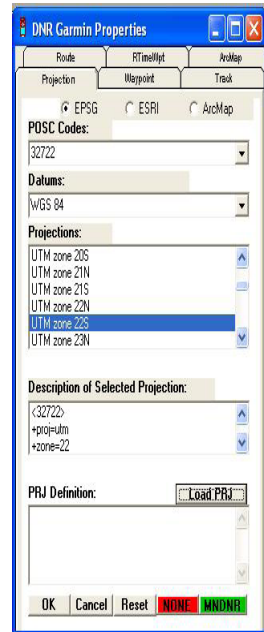 DNR Garmin Properties
Route RTimeWpt ArcMap
Projection Waypoint Track
EPSG ESRI ArcMap
POSC Codes:
32722
Datums:
WGS 84
Projections:
UTM zone 20S
UTM zone 21N
UTM zone 21S
UTM zone 22N
UTM zone 22S
UTM zone 23N
Description of Selected Projection:
<32722>
+proj=utm
+zone=22
PRJ Definition: Load PRJ
OK Cancel Reset NONE MNDNR